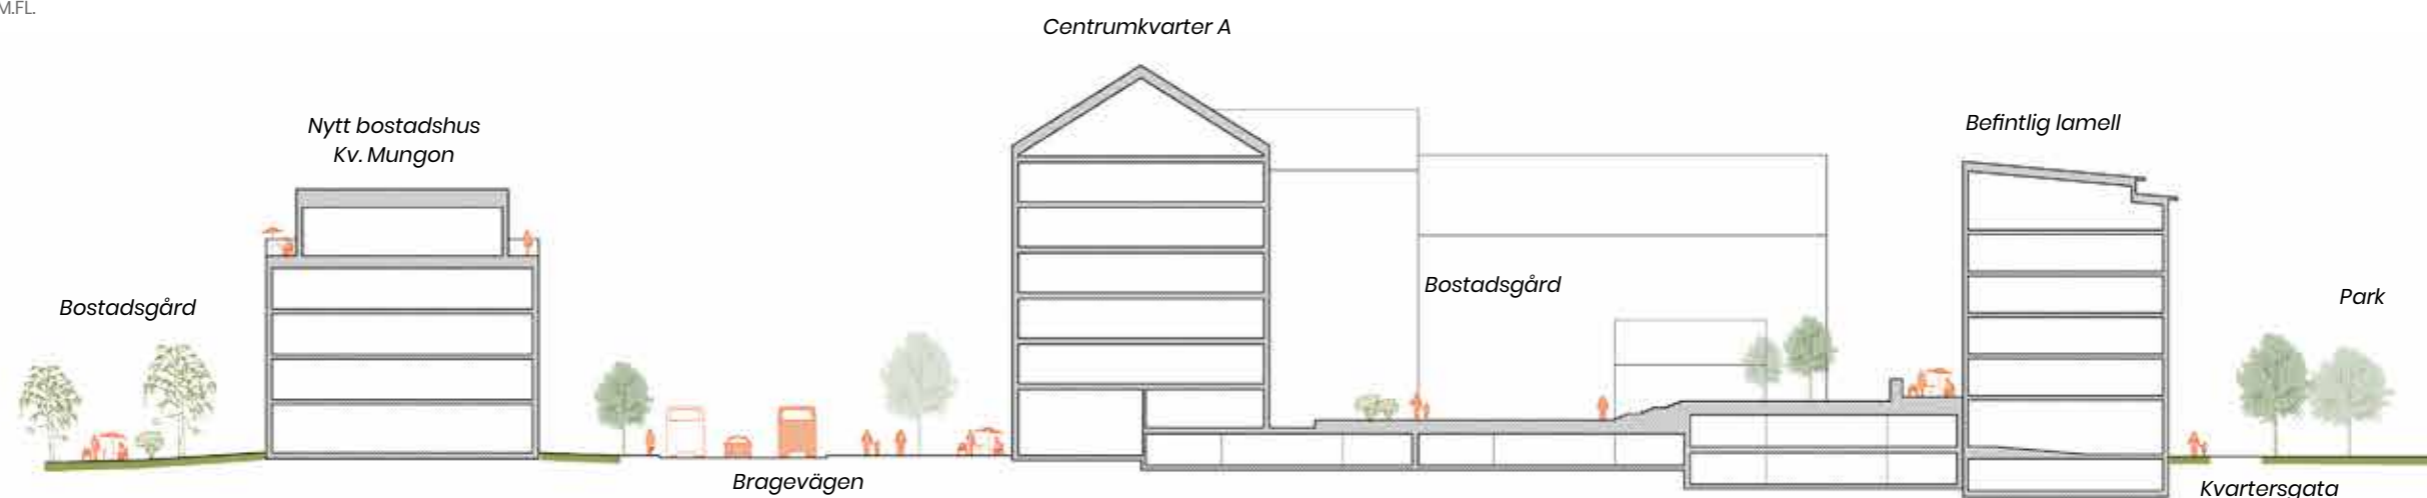 M.FL.
Centrumkvarter A
Nytt bostadshus
Kv. Mungon
Befintlig lamell
Bostadsgård
Bostadsgård
Park
Bragevägen
Kvartersgata